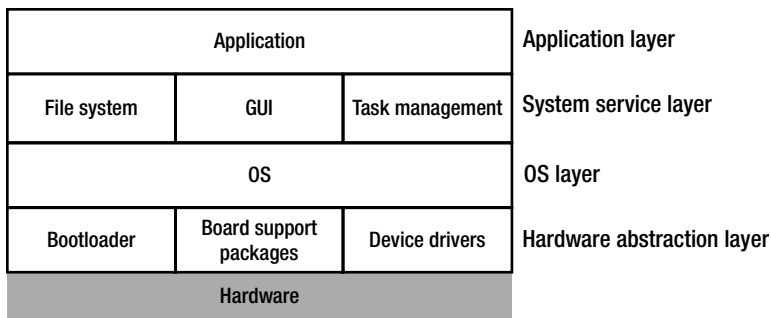 Application
Application layer
File system
GUI
Task management
System service layer
OS
OS layer
Bootloader
Board support
packages
Device drivers
Hardware abstraction layer
Hardware